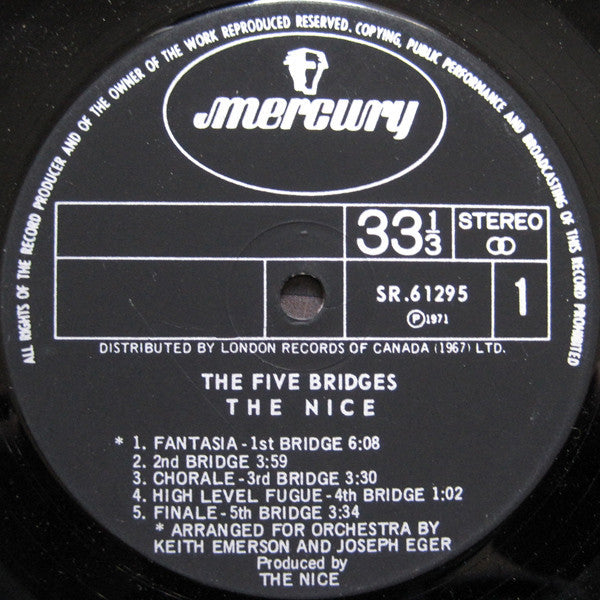 ALL RIGHTS OF THE RECORD PRODUCER AND OF THE OWNER OF THE WORK REPRODUCED RESERVED. COPYING, PUBLIC PERFORMANCE AND BROADCASTING OF THIS RECORD PROHIBITED
mercury
33 1/3 STEREO
SR.61295 1
Ⓟ1971
DISTRIBUTED BY LONDON RECORDS OF CANADA (1967) LTD.
THE FIVE BRIDGES
THE NICE
* 1. FANTASIA - 1st BRIDGE 6:08
2. 2nd BRIDGE 3:59
3. CHORALE - 3rd BRIDGE 3:30
4. HIGH LEVEL FUGUE - 4th BRIDGE 1:02
5. FINALE - 5th BRIDGE 3:34
* ARRANGED FOR ORCHESTRA BY
KEITH EMERSON AND JOSEPH EGER
Produced by
THE NICE